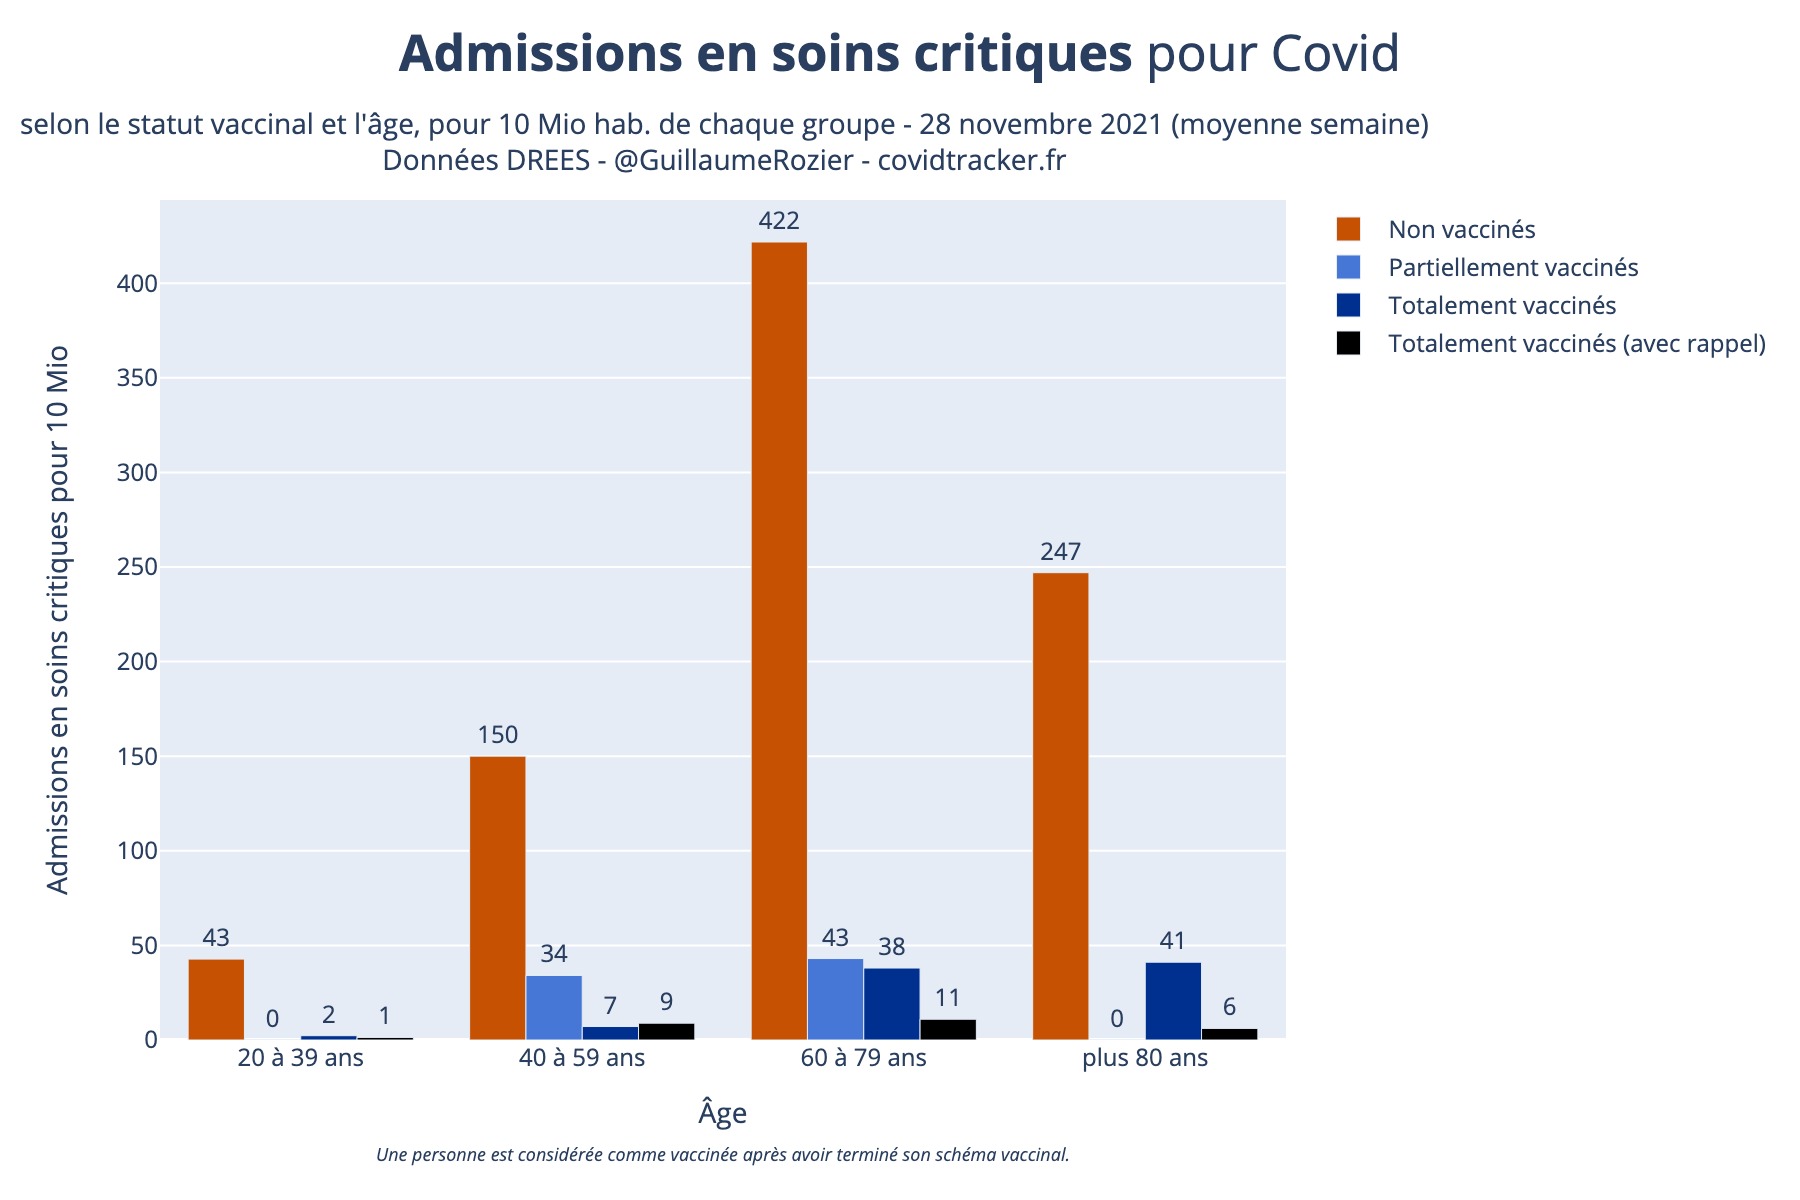 Admissions en soins critiques pour Covid
selon le statut vaccinal et l'âge, pour 10 Mio hab. de chaque groupe - 28 novembre 2021 (moyenne semaine)
Données DREES - @GuillaumeRozier - covidtracker.fr
Non vaccinés
Partiellement vaccinés
Totalement vaccinés
Totalement vaccinés (avec rappel)
Admissions en soins critiques pour 10 Mio
400
350
300
250
200
150
100
50
0
43
0
2
1
150
34
7
9
422
43
38
11
247
0
41
6
20 à 39 ans
40 à 59 ans
60 à 79 ans
plus 80 ans
Âge
Une personne est considérée comme vaccinée après avoir terminé son schéma vaccinal.